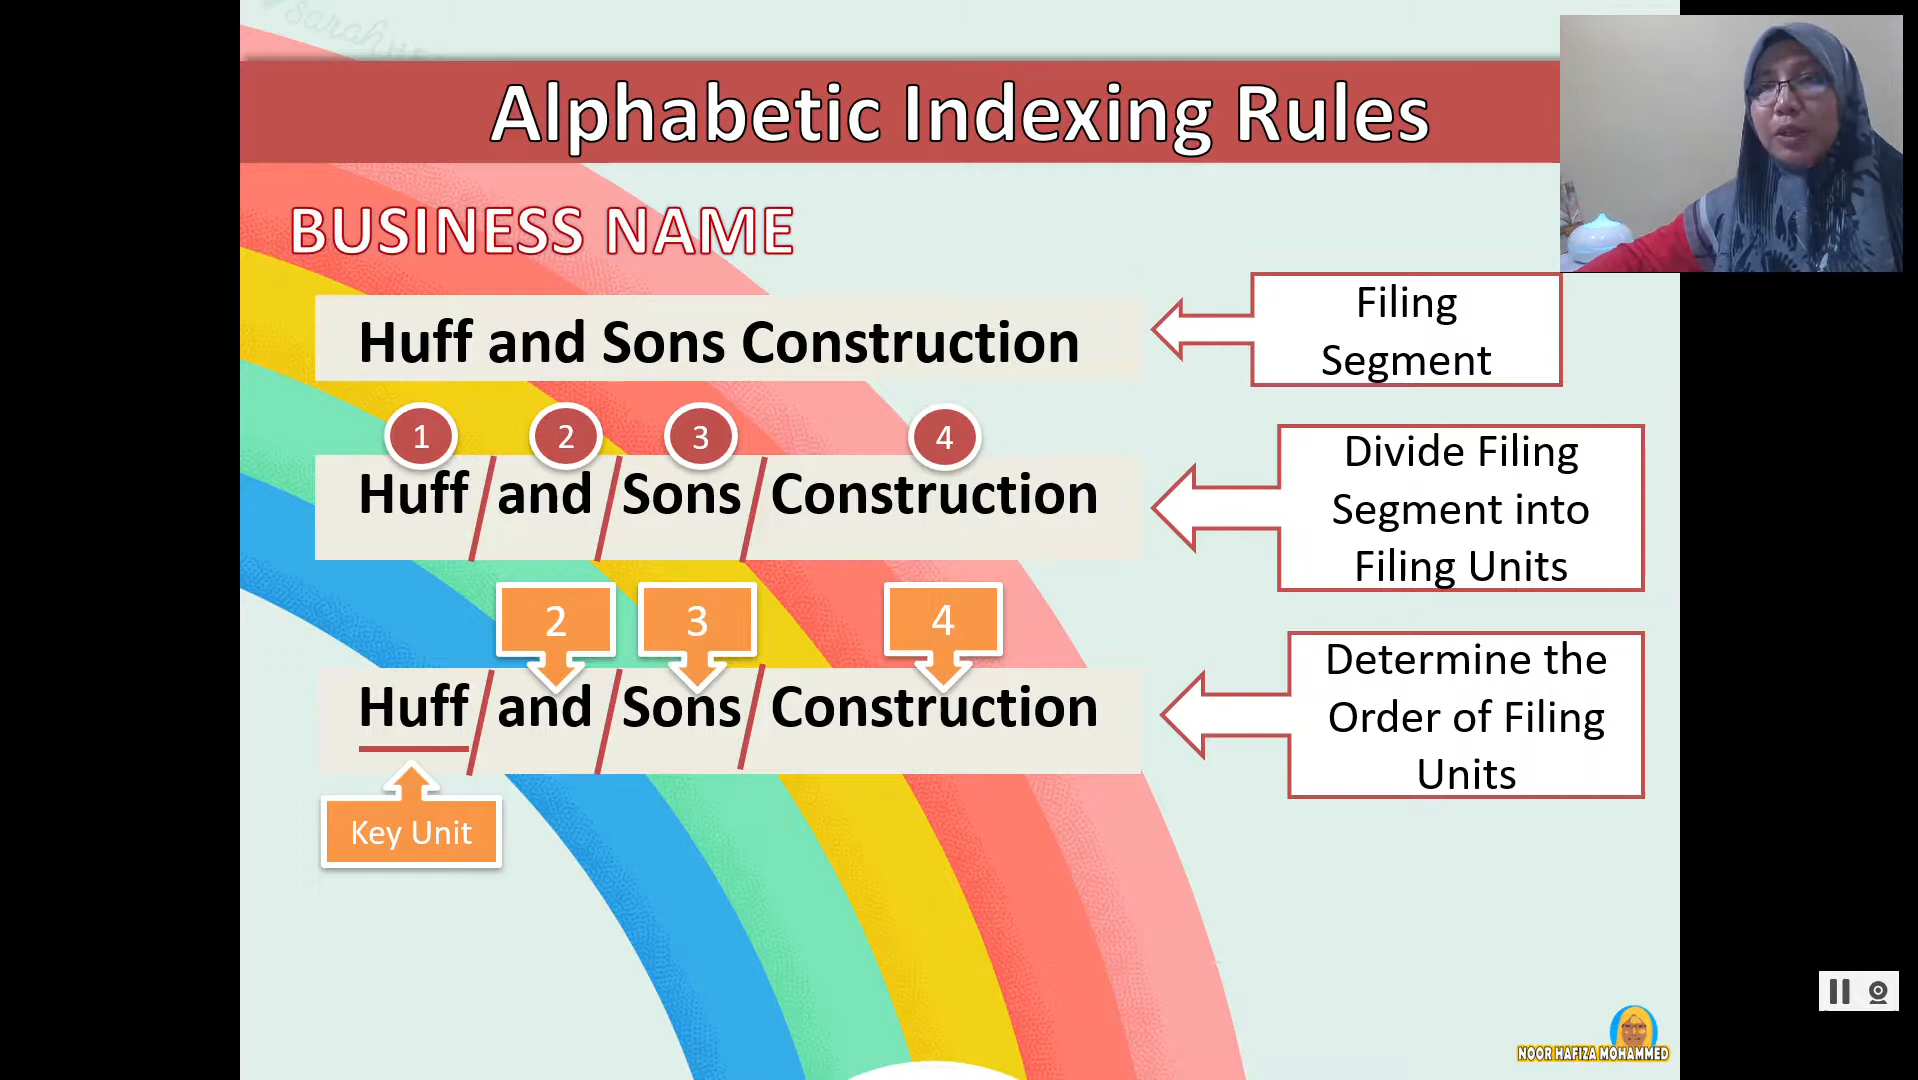 Alphabetic Indexing Rules
BUSINESS NAME
Huff and Sons Construction
Filing
Segment
1 2 3 4
Huff / and / Sons / Construction
Divide Filing
Segment into
Filing Units
2 3 4
Huff / and / Sons / Construction
Determine the
Order of Filing
Units
Key Unit
NOOR HAFIZA MOHAMMED